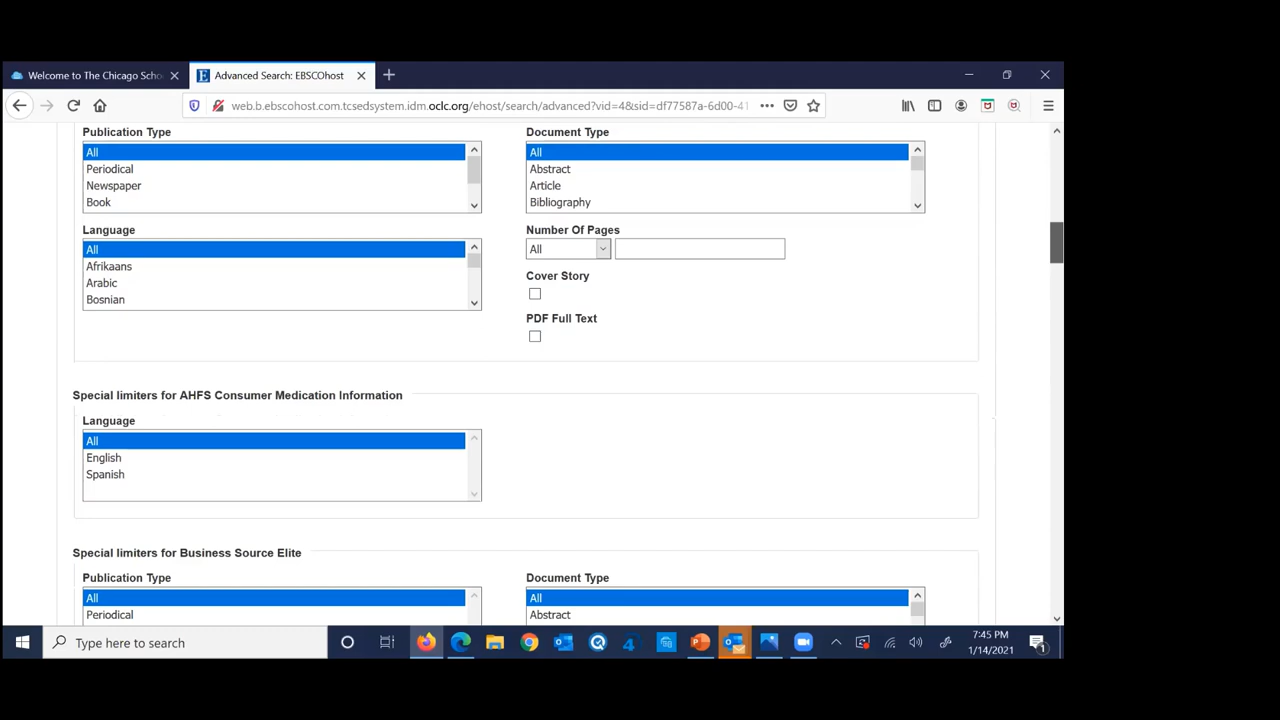 Welcome to The Chicago Scho
Advanced Search: EBSCOhost
web.b.ebscohost.com.tcsedsystem.idm.oclc.org/ehost/search/advanced?vid=4&sid=df77587a-6d00-41
Publication Type
All
Periodical
Newspaper
Book
Document Type
All
Abstract
Article
Bibliography
Language
All
Afrikaans
Arabic
Bosnian
Number Of Pages
All
Cover Story
PDF Full Text
Special limiters for AHFS Consumer Medication Information
Language
All
English
Spanish
Special limiters for Business Source Elite
Publication Type
All
Periodical
Document Type
All
Abstract
Type here to search
7:45 PM
1/14/2021
1